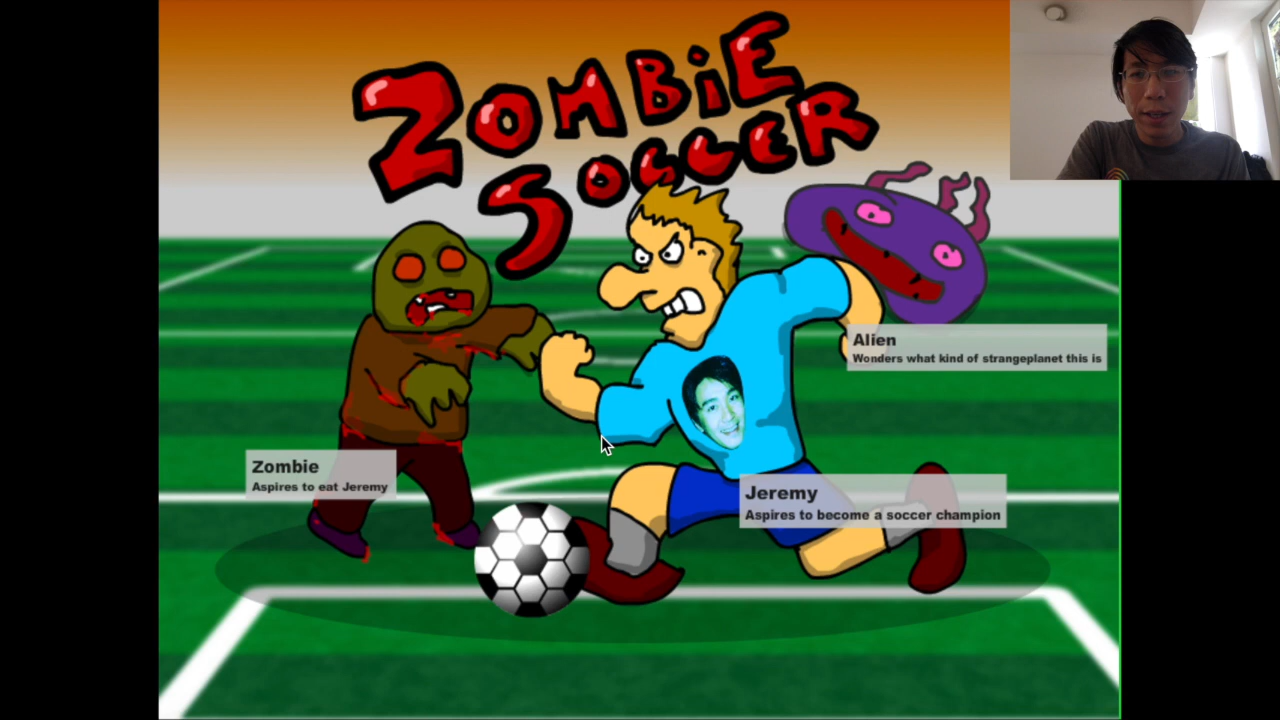 ZOMBiE
SOCCER
Alien
Wonders what kind of strangeplanet this is
Zombie
Aspires to eat Jeremy
Jeremy
Aspires to become a soccer champion